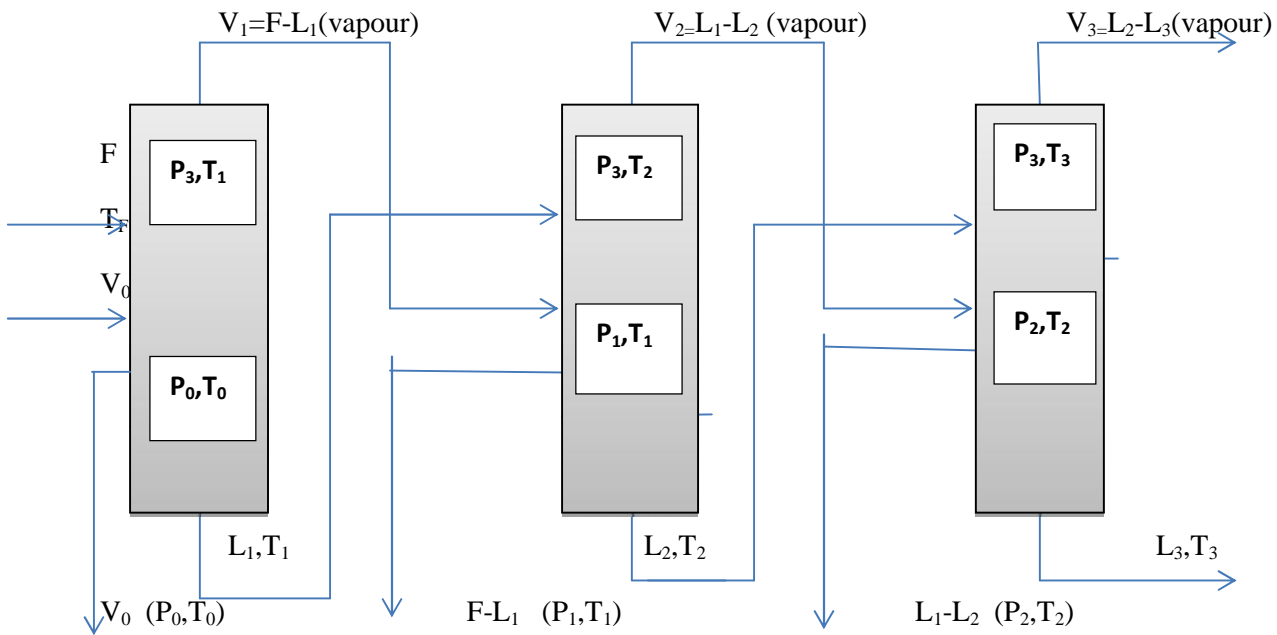 V₁=F-L₁(vapour)
V₂₌L₁-L₂ (vapour)
V₃₌L₂-L₃(vapour)
F
P₃,T₁
P₃,T₂
P₃,T₃
T_F
V₀
P₁,T₁
P₂,T₂
P₀,T₀
L₁,T₁
L₂,T₂
L₃,T₃
V₀ (P₀,T₀)
F-L₁ (P₁,T₁)
L₁-L₂ (P₂,T₂)